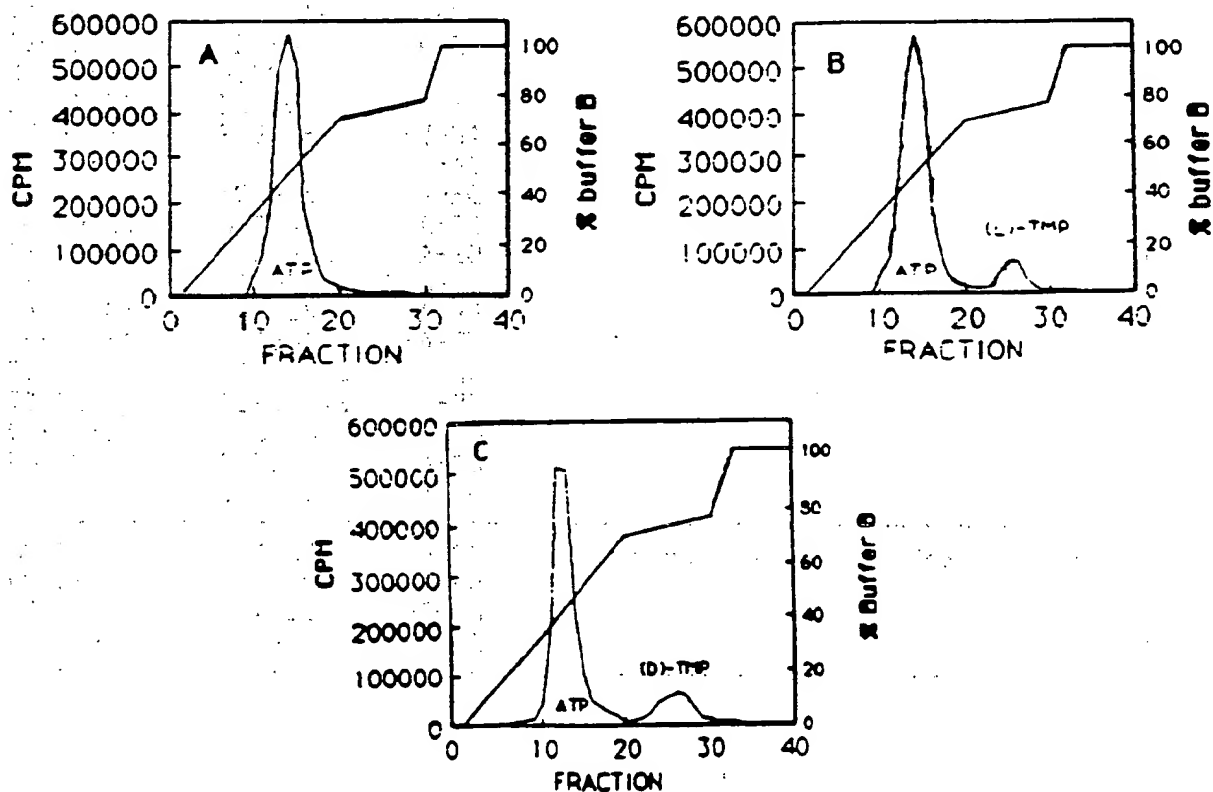 A
CPM
600000
500000
400000
300000
200000
100000
0
ATP
0 10 20 30 40
FRACTION
100
80
60
40
20
0
% buffer B
B
CPM
600000
500000
400000
300000
200000
100000
0
ATP
(L)-TMP
0 10 20 30 40
FRACTION
100
80
60
40
20
0
% buffer B
C
CPM
600000
500000
400000
300000
200000
100000
0
ATP
(D)-TMP
0 10 20 30 40
FRACTION
100
80
60
40
20
0
% Buffer B